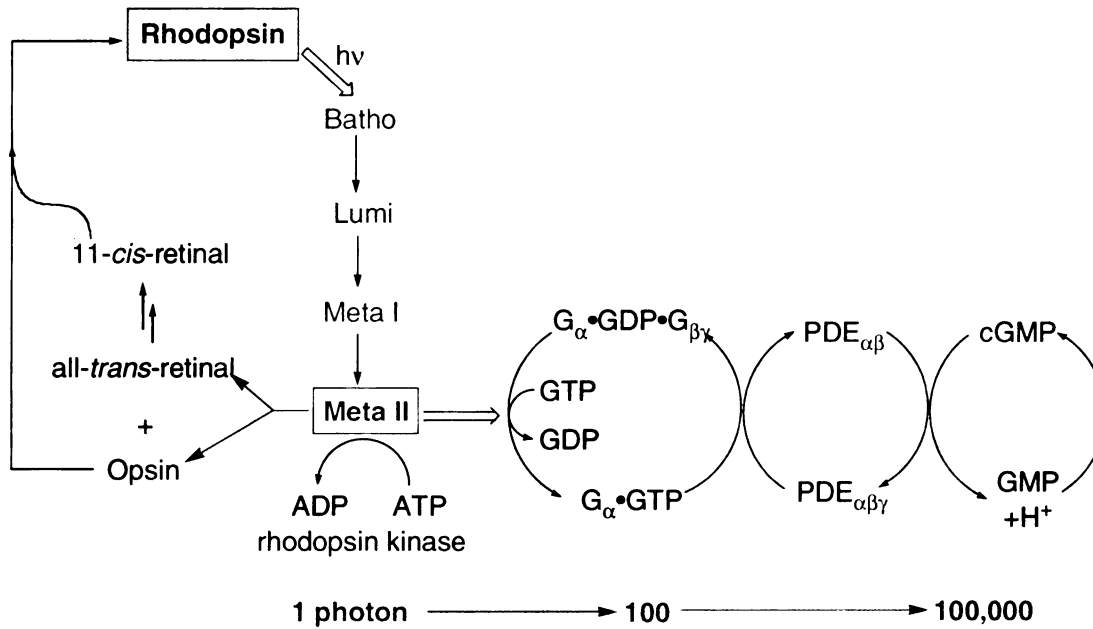 Rhodopsin
hν
Batho
Lumi
11-cis-retinal
Meta I
all-trans-retinal
+
Opsin
Meta II
ADP ATP
rhodopsin kinase
Gα•GDP•Gβγ
GTP
GDP
Gα•GTP
PDEαβ
PDEαβγ
cGMP
GMP
+H⁺
1 photon 100 100,000